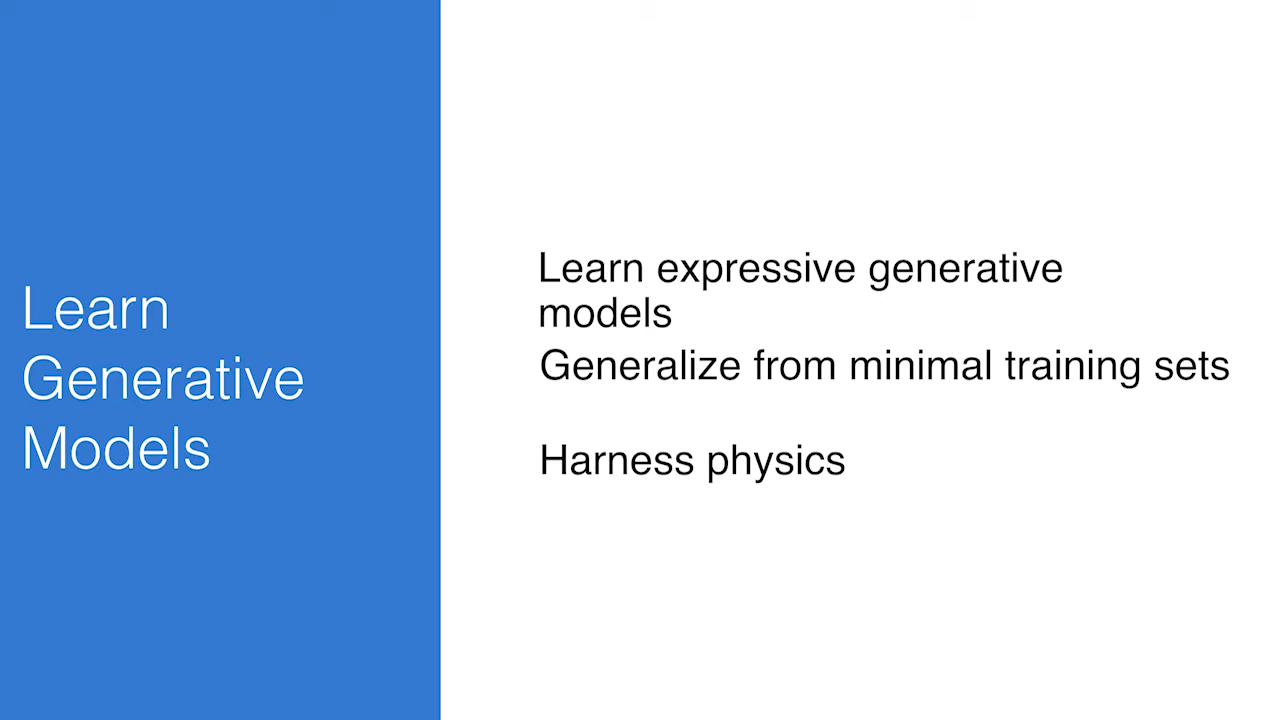 Learn
Generative
Models
Learn expressive generative
models
Generalize from minimal training sets
Harness physics